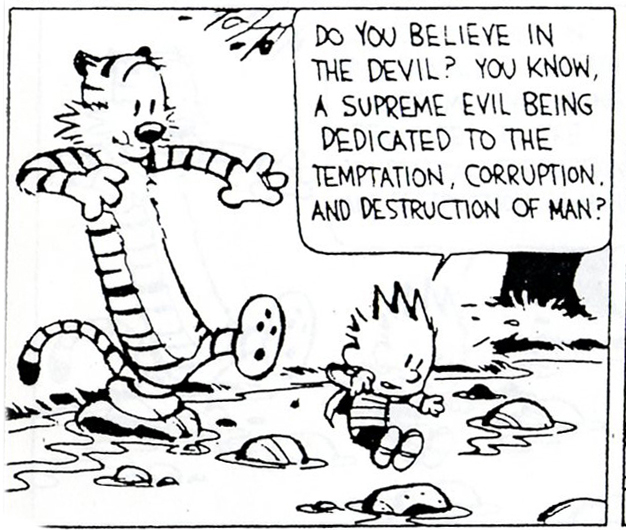 DO YOU BELIEVE IN
THE DEVIL? YOU KNOW,
A SUPREME EVIL BEING
DEDICATED TO THE
TEMPTATION, CORRUPTION,
AND DESTRUCTION OF MAN?